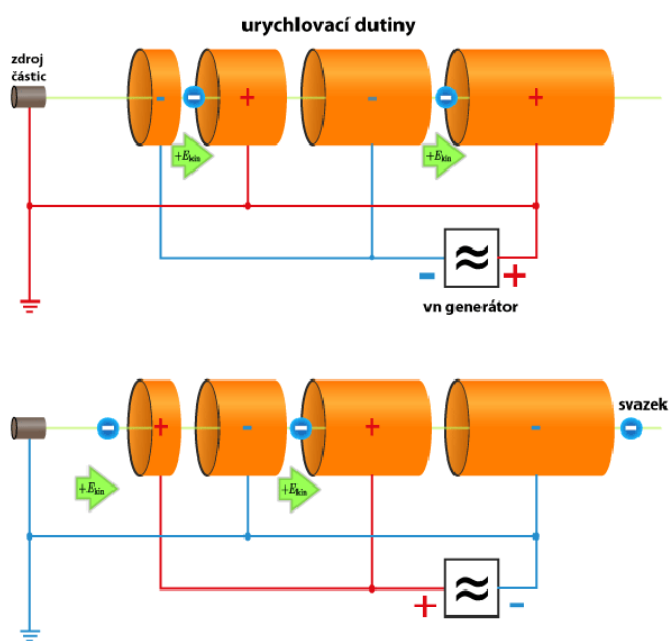 urychlovací dutiny
zdroj
částic
- + - +
+Ekin +Ekin
- ≈ +
vn generátor
+ - + -
svazek
+Ekin +Ekin
+ ≈ -